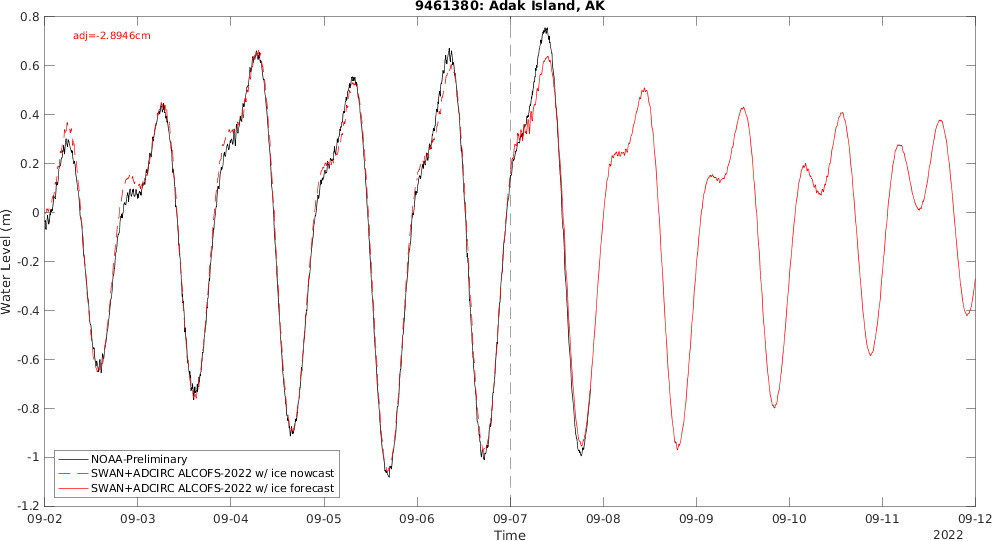 9461380: Adak Island, AK
adj=-2.8946cm
Water Level (m)
0.8
0.6
0.4
0.2
0
-0.2
-0.4
-0.6
-0.8
-1
-1.2
NOAA-Preliminary
SWAN+ADCIRC ALCOFS-2022 w/ ice nowcast
SWAN+ADCIRC ALCOFS-2022 w/ ice forecast
09-02 09-03 09-04 09-05 09-06 09-07 09-08 09-09 09-10 09-11 09-12
Time
2022